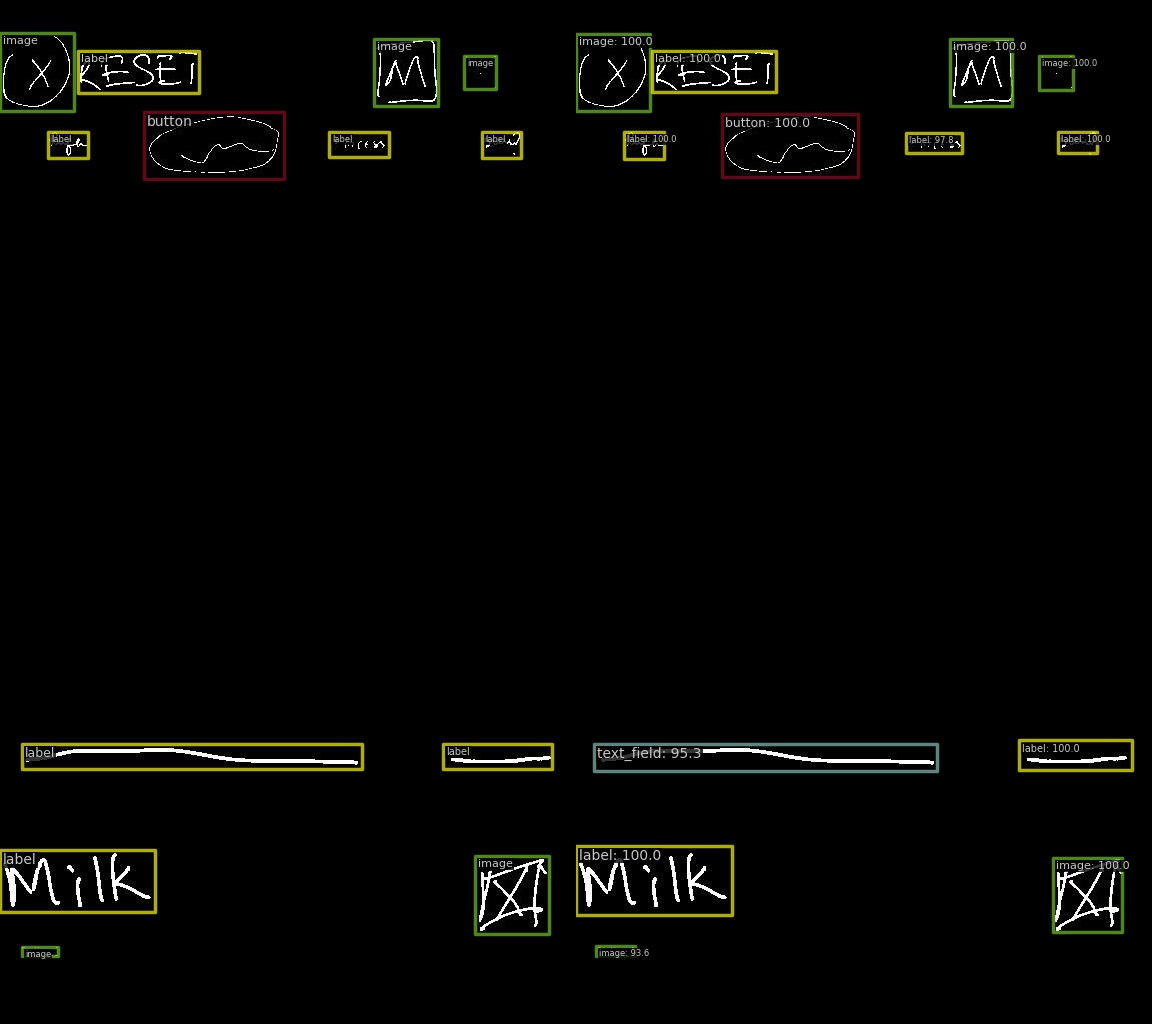 image label image image: 100.0 label: 100.0 image: 100.0
X KESET M image X KESET M image: 100.0
label button label label label: 100.0 button: 100.0 label: 97.8 label: 100.0
label label text_field: 95.3 label: 100.0
label image label: 100.0 image: 100.0
Milk X Milk X
image image: 93.6